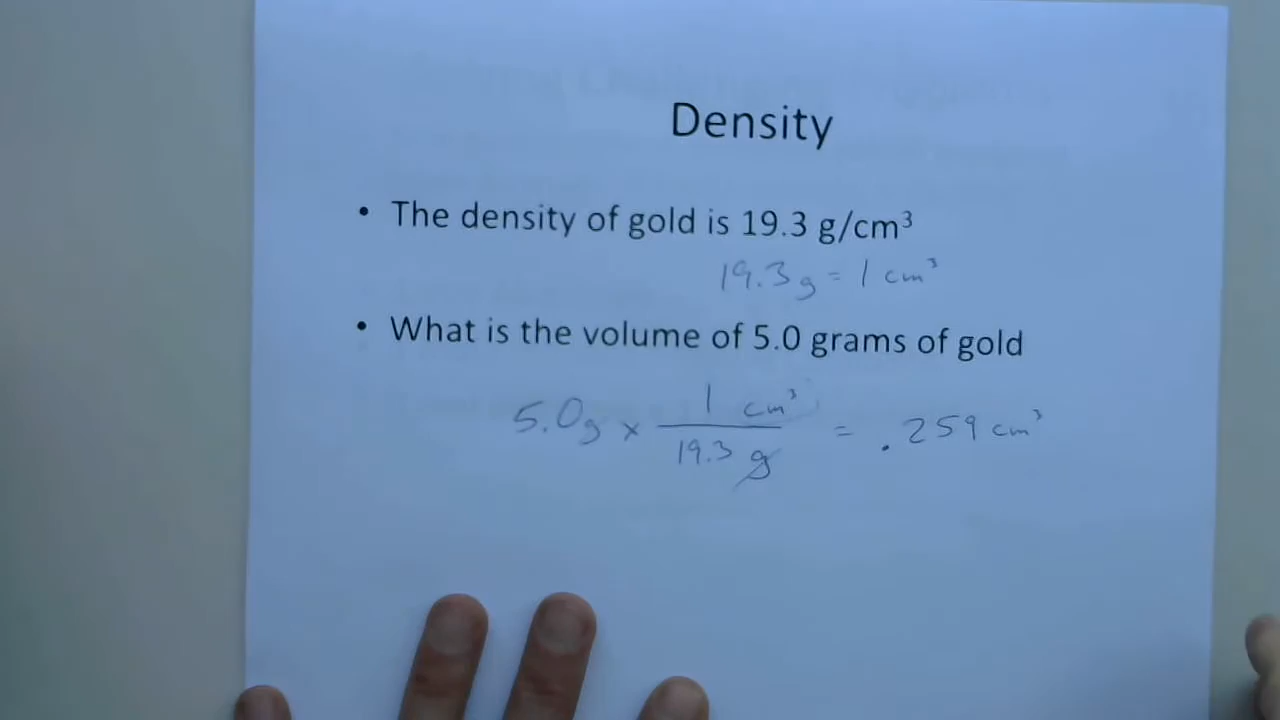 Density
• The density of gold is 19.3 g/cm³
19.3g = 1 cm³
• What is the volume of 5.0 grams of gold
1 cm³
5.0g x ——— = .259 cm³
19.3 g